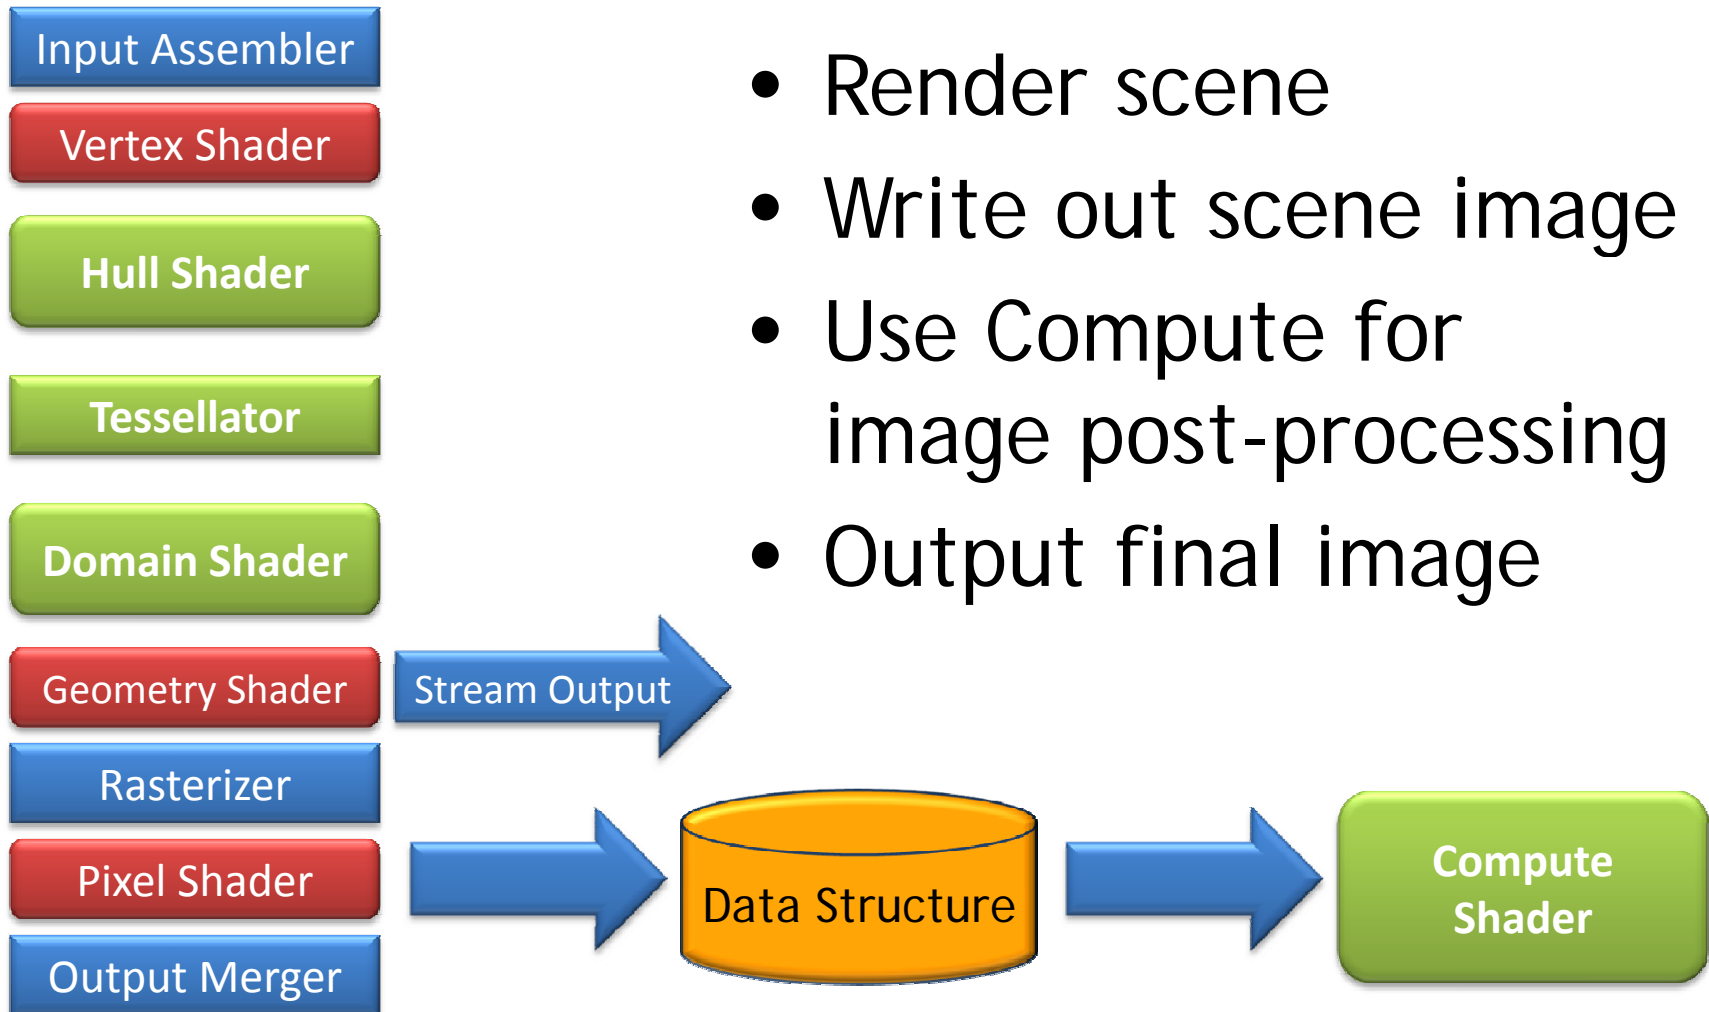 Input Assembler
Vertex Shader
Hull Shader
Tessellator
Domain Shader
Geometry Shader
Stream Output
Rasterizer
Pixel Shader
Output Merger
• Render scene
• Write out scene image
• Use Compute for
image post-processing
• Output final image
Data Structure
Compute
Shader